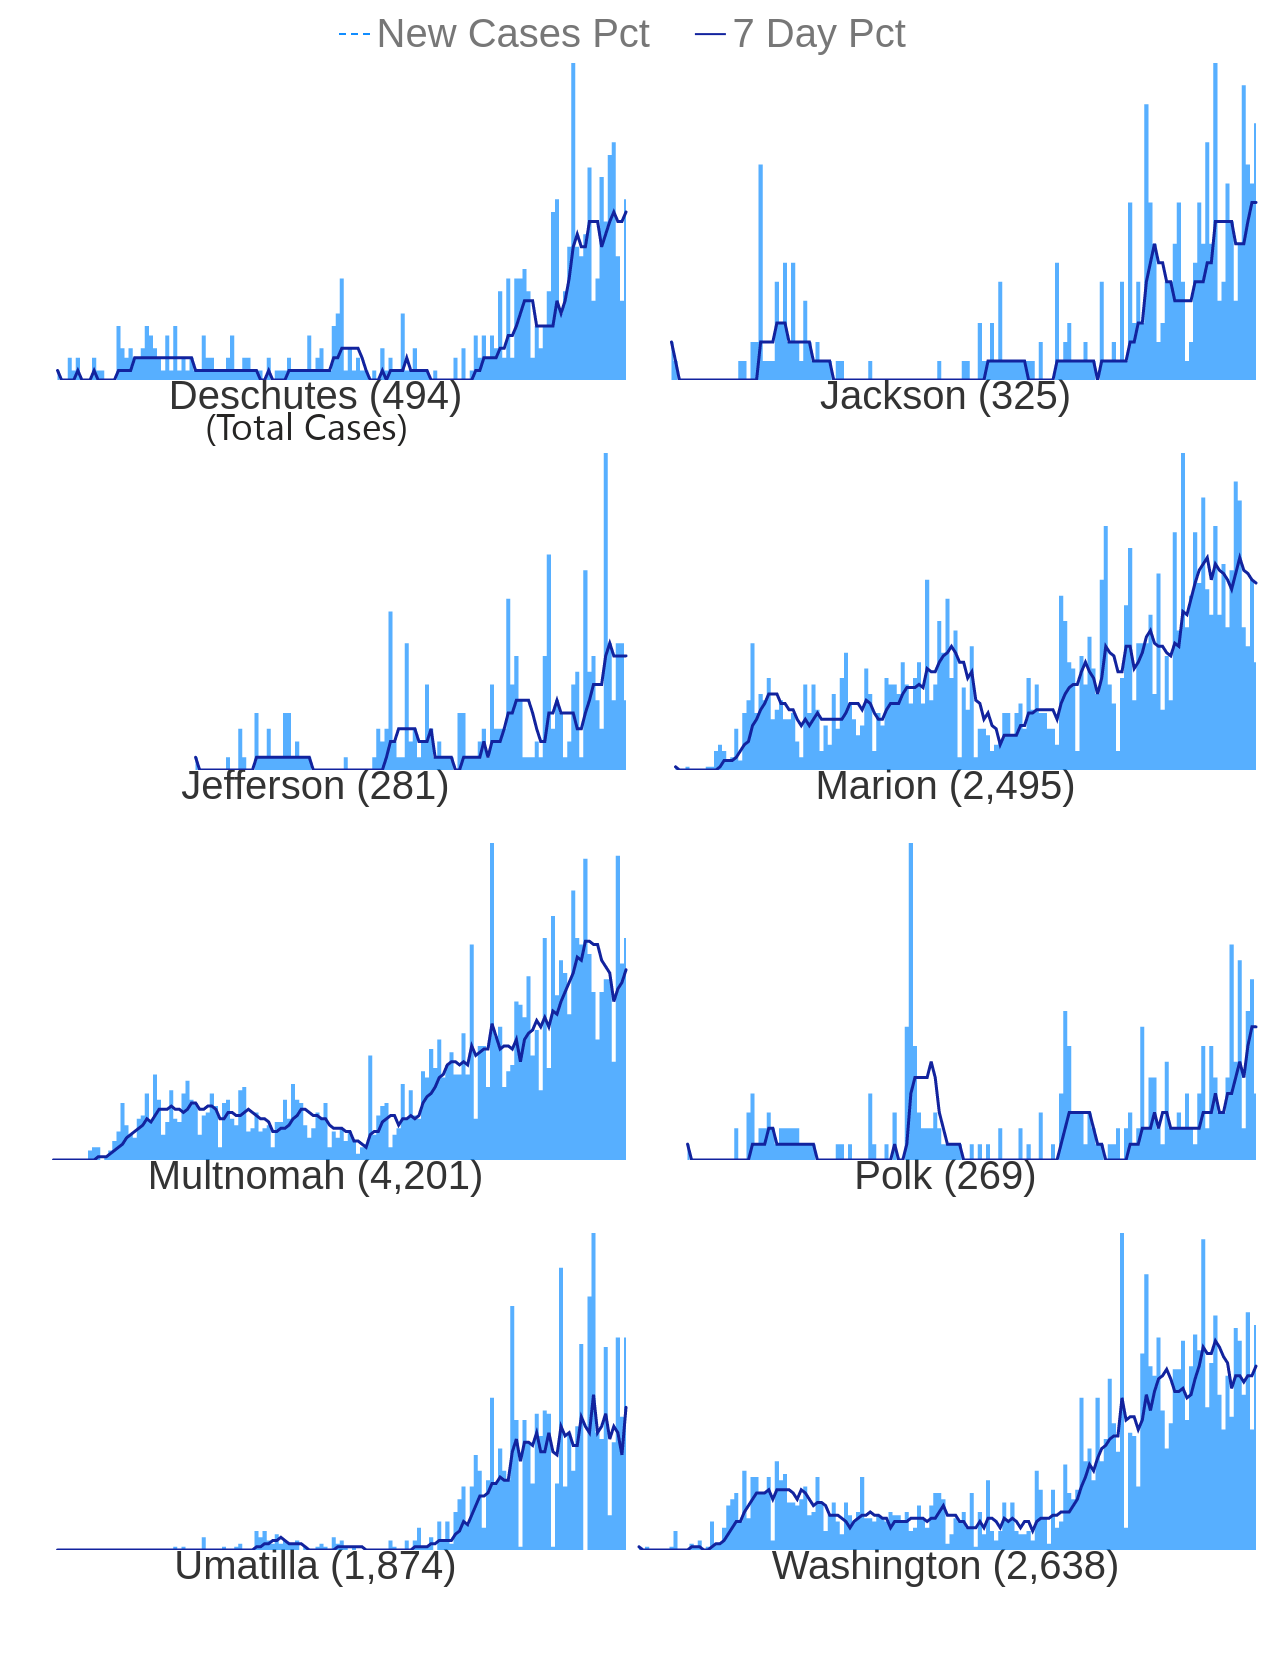 New Cases Pct 7 Day Pct
Deschutes (494) Jackson (325)
(Total Cases)
Jefferson (281) Marion (2,495)
Multnomah (4,201) Polk (269)
Umatilla (1,874) Washington (2,638)